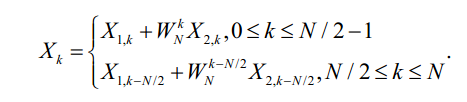 X_k = { X_{1,k} + W_N^k X_{2,k}, 0 ≤ k ≤ N / 2 − 1
X_{1,k−N/2} + W_N^{k−N/2} X_{2,k−N/2}, N / 2 ≤ k ≤ N .